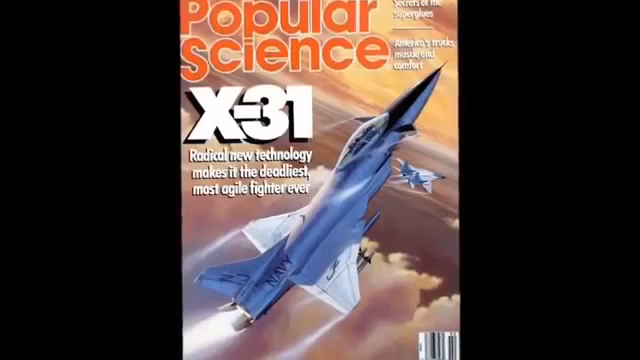 Popular
Science
Secrets of the
superglues
America's trucks,
muscle and
comfort
X-31
Radical new technology
makes it the deadliest,
most agile fighter ever
NAVY